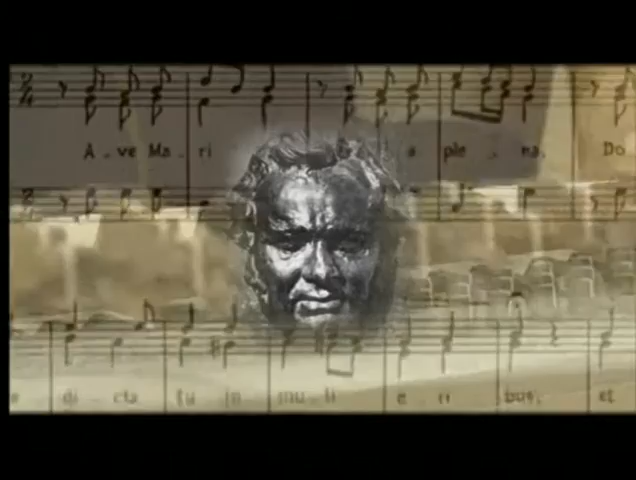 A - ve Ma - ri a ple - na, Do
di - cta tu in mu - li e - ri bus, et